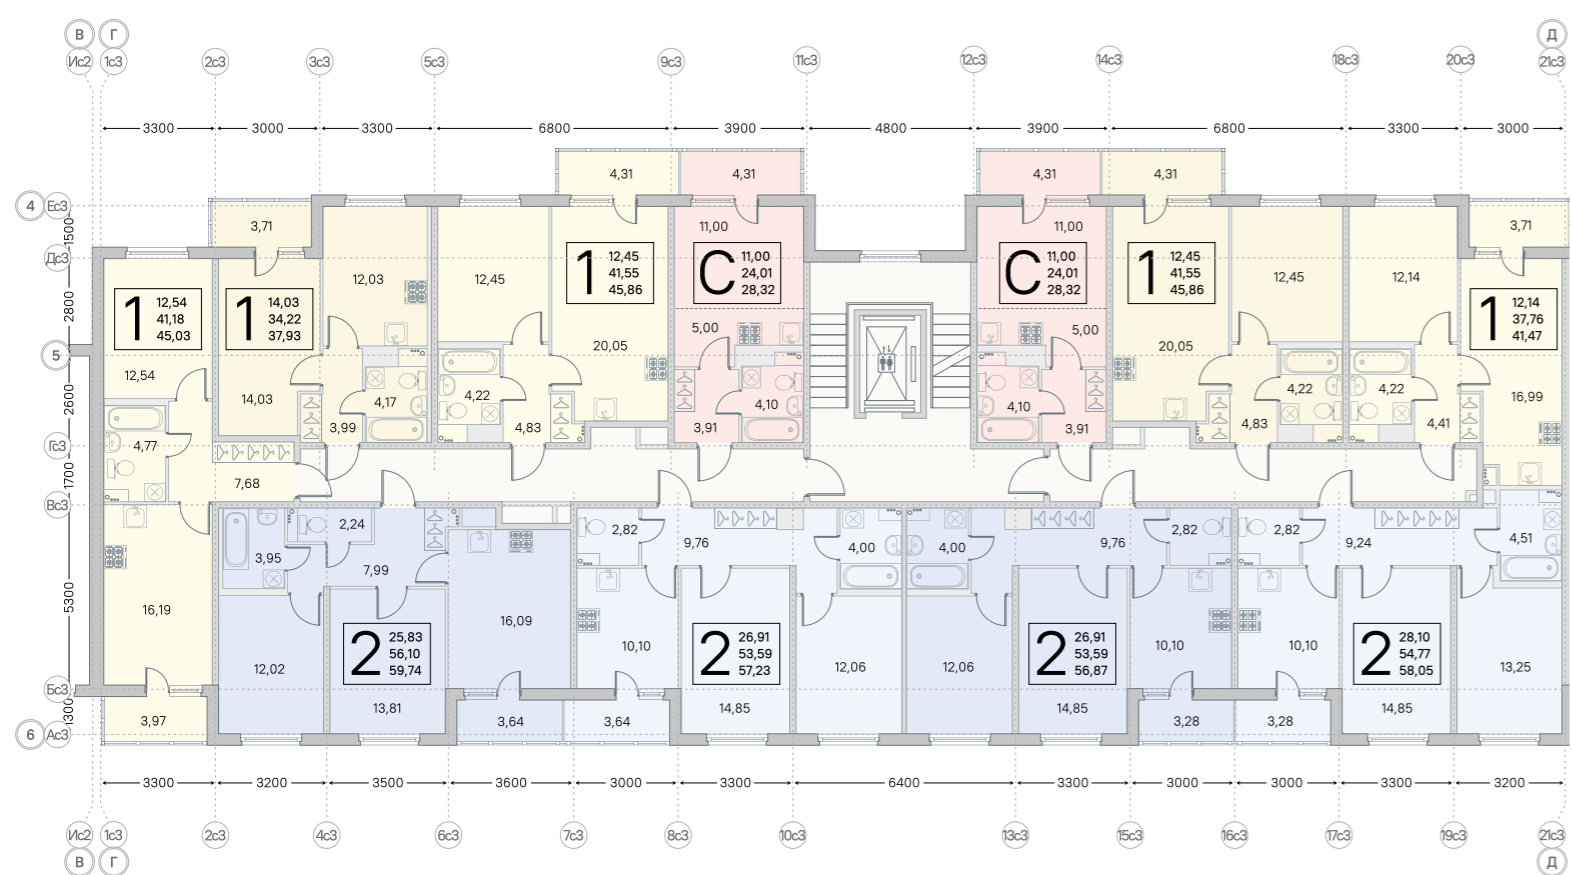 В Г Д
Ис2 1с3 2с3 3с3 5с3 9с3 11с3 12с3 14с3 18с3 20с3 21с3
3300 3000 3300 6800 3900 4800 3900 6800 3300 3000
4,31 4,31 4,31 4,31
4 Ес3
3,71 11,00 11,00 3,71
1500
Дс3
12,03 12,45 12,45 12,14
1 12,54
41,18
45,03
1 14,03
34,22
37,93
1 12,45
41,55
45,86
С 11,00
24,01
28,32
С 11,00
24,01
28,32
1 12,45
41,55
45,86
1 12,14
37,76
41,47
2800
5,00 5,00
20,05 20,05
5
12,54
14,03 4,17 4,22 4,10 4,10 4,22 4,22 16,99
2600
3,99 4,83 3,91 3,91 4,83 4,41
4,77
Гс3
7,68
1700
Вс3
2,24 2,82 2,82 2,82
3,95 7,99 9,76 4,00 4,00 9,76 9,24 4,51
5300
16,19 16,09
10,10 10,10 10,10
2 25,83
56,10
59,74
2 26,91
53,59
57,23
2 26,91
53,59
56,87
2 28,10
54,77
58,05
12,02 12,06 12,06 13,25
Бс3
13,81 14,85 14,85 14,85
1300
3,97 3,64 3,64 3,28 3,28
6 Ас3
3300 3200 3500 3600 3000 3300 6400 3300 3000 3000 3300 3200
Ис2 1с3 2с3 4с3 6с3 7с3 8с3 10с3 13с3 15с3 16с3 17с3 19с3 21с3
В Г Д